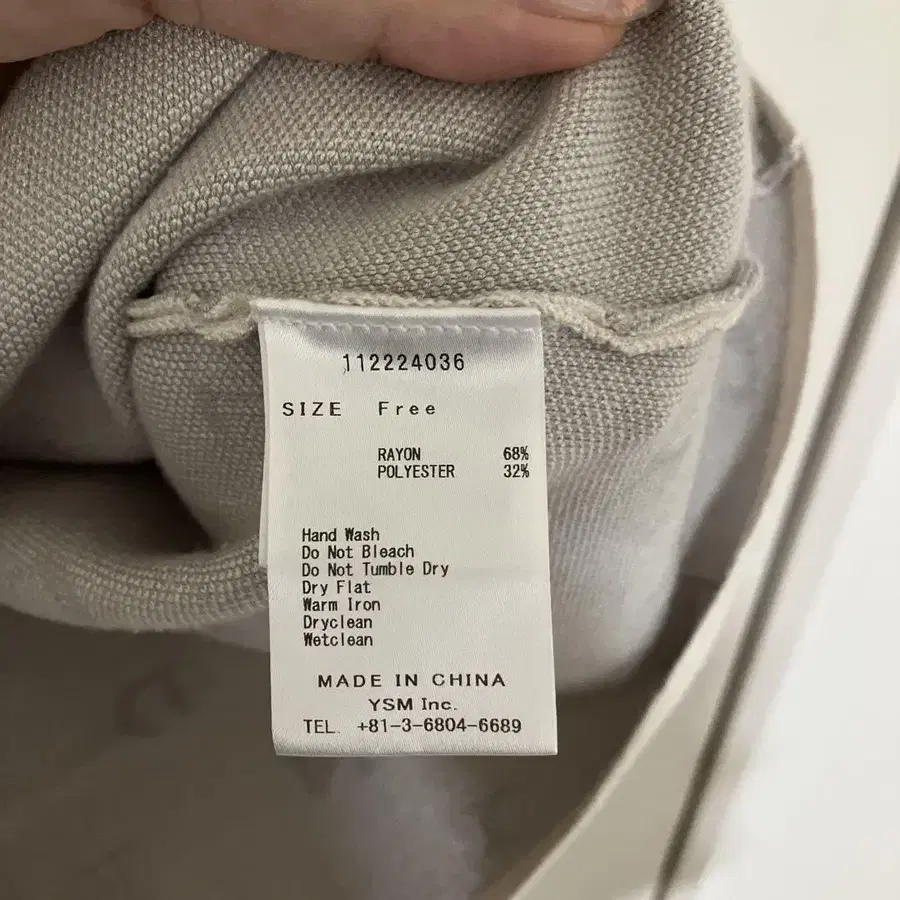 112224036
SIZE Free
RAYON 68%
POLYESTER 32%
Hand Wash
Do Not Bleach
Do Not Tumble Dry
Dry Flat
Warm Iron
Dryclean
Wetclean
MADE IN CHINA
YSM Inc.
TEL. +81-3-6804-6689